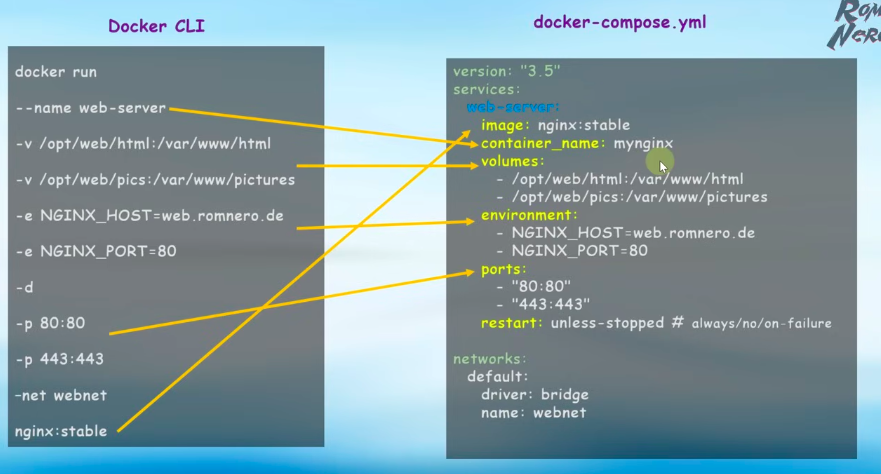 Docker CLI
docker run
--name web-server
-v /opt/web/html:/var/www/html
-v /opt/web/pics:/var/www/pictures
-e NGINX_HOST=web.romnero.de
-e NGINX_PORT=80
-d
-p 80:80
-p 443:443
-net webnet
nginx:stable
docker-compose.yml
version: "3.5"
services:
web-server:
image: nginx:stable
container_name: mynginx
volumes:
- /opt/web/html:/var/www/html
- /opt/web/pics:/var/www/pictures
environment:
- NGINX_HOST=web.romnero.de
- NGINX_PORT=80
ports:
- "80:80"
- "443:443"
restart: unless-stopped # always/no/on-failure
networks:
default:
driver: bridge
name: webnet